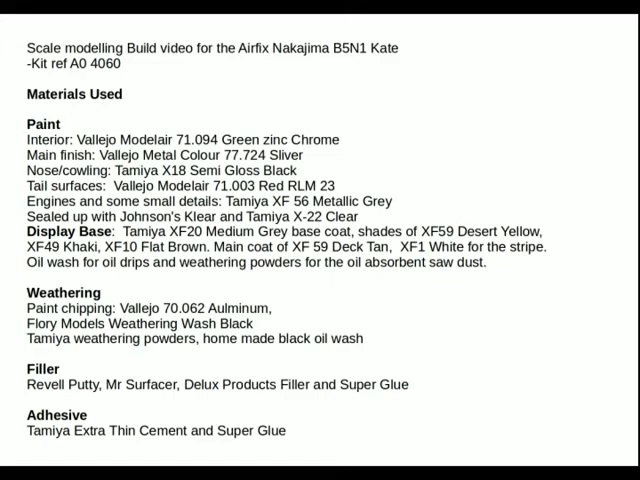 Scale modelling Build video for the Airfix Nakajima B5N1 Kate
-Kit ref A0 4060
Materials Used
Paint
Interior: Vallejo Modelair 71.094 Green zinc Chrome
Main finish: Vallejo Metal Colour 77.724 Sliver
Nose/cowling: Tamiya X18 Semi Gloss Black
Tail surfaces:  Vallejo Modelair 71.003 Red RLM 23
Engines and some small details: Tamiya XF 56 Metallic Grey
Sealed up with Johnson's Klear and Tamiya X-22 Clear
Display Base:  Tamiya XF20 Medium Grey base coat, shades of XF59 Desert Yellow,
XF49 Khaki, XF10 Flat Brown. Main coat of XF 59 Deck Tan,  XF1 White for the stripe.
Oil wash for oil drips and weathering powders for the oil absorbent saw dust.
Weathering
Paint chipping: Vallejo 70.062 Aulminum,
Flory Models Weathering Wash Black
Tamiya weathering powders, home made black oil wash
Filler
Revell Putty, Mr Surfacer, Delux Products Filler and Super Glue
Adhesive
Tamiya Extra Thin Cement and Super Glue